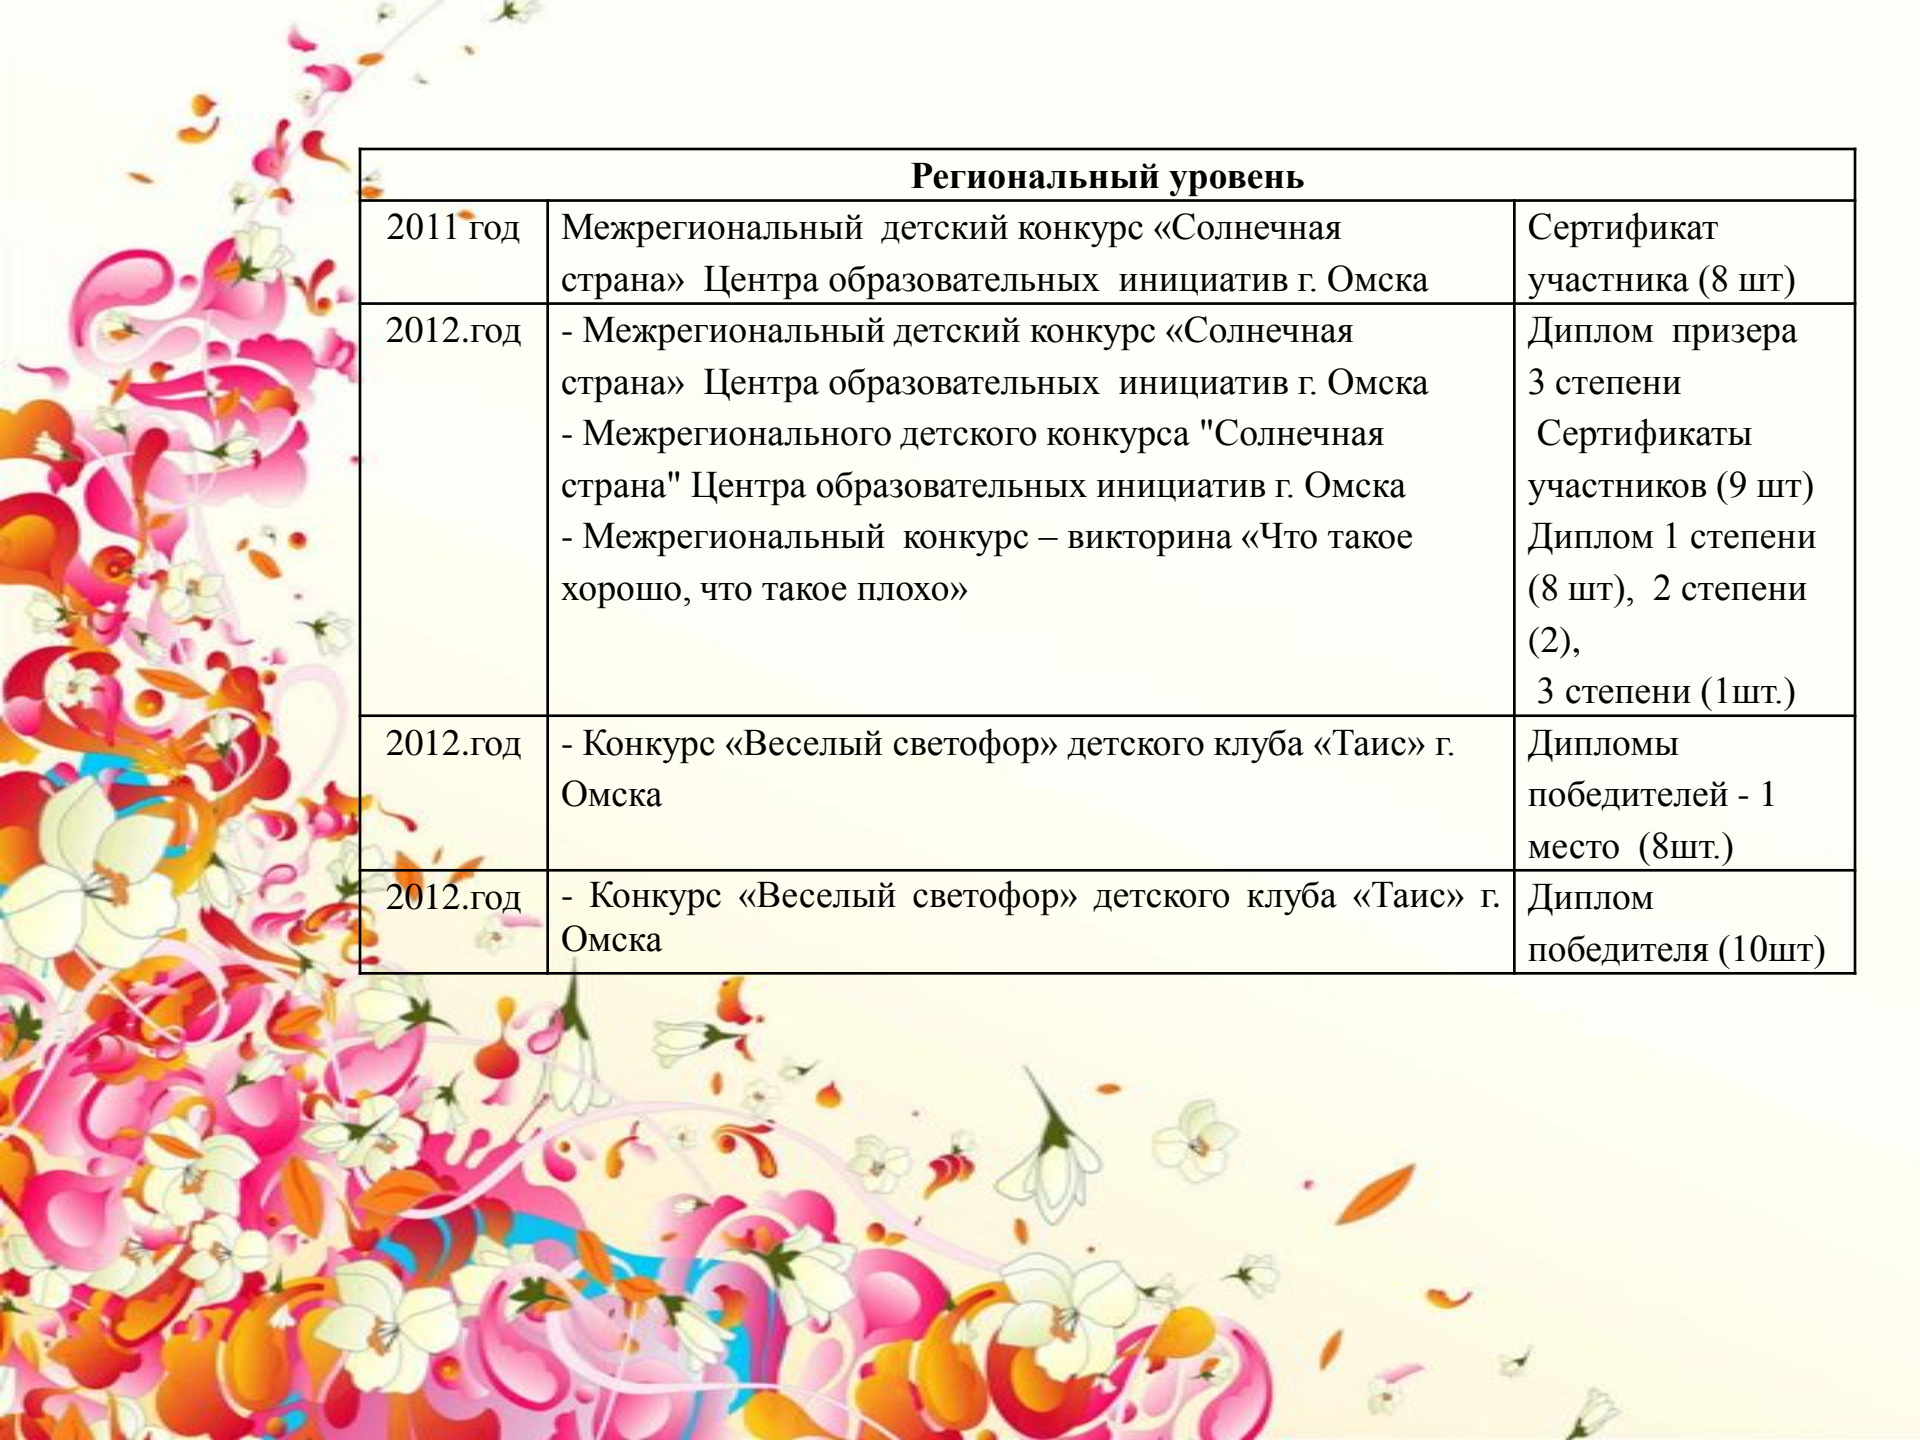 Региональный уровень
2011 год
Межрегиональный  детский конкурс «Солнечная
страна»  Центра образовательных  инициатив г. Омска
Сертификат
участника (8 шт)
2012.год
- Межрегиональный детский конкурс «Солнечная
страна»  Центра образовательных  инициатив г. Омска
- Межрегионального детского конкурса "Солнечная
страна" Центра образовательных инициатив г. Омска
- Межрегиональный  конкурс – викторина «Что такое
хорошо, что такое плохо»
Диплом  призера
3 степени
Сертификаты
участников (9 шт)
Диплом 1 степени
(8 шт),  2 степени
(2),
3 степени (1шт.)
2012.год
- Конкурс «Веселый светофор» детского клуба «Таис» г.
Омска
Дипломы
победителей - 1
место  (8шт.)
2012.год
- Конкурс «Веселый светофор» детского клуба «Таис» г.
Омска
Диплом
победителя (10шт)